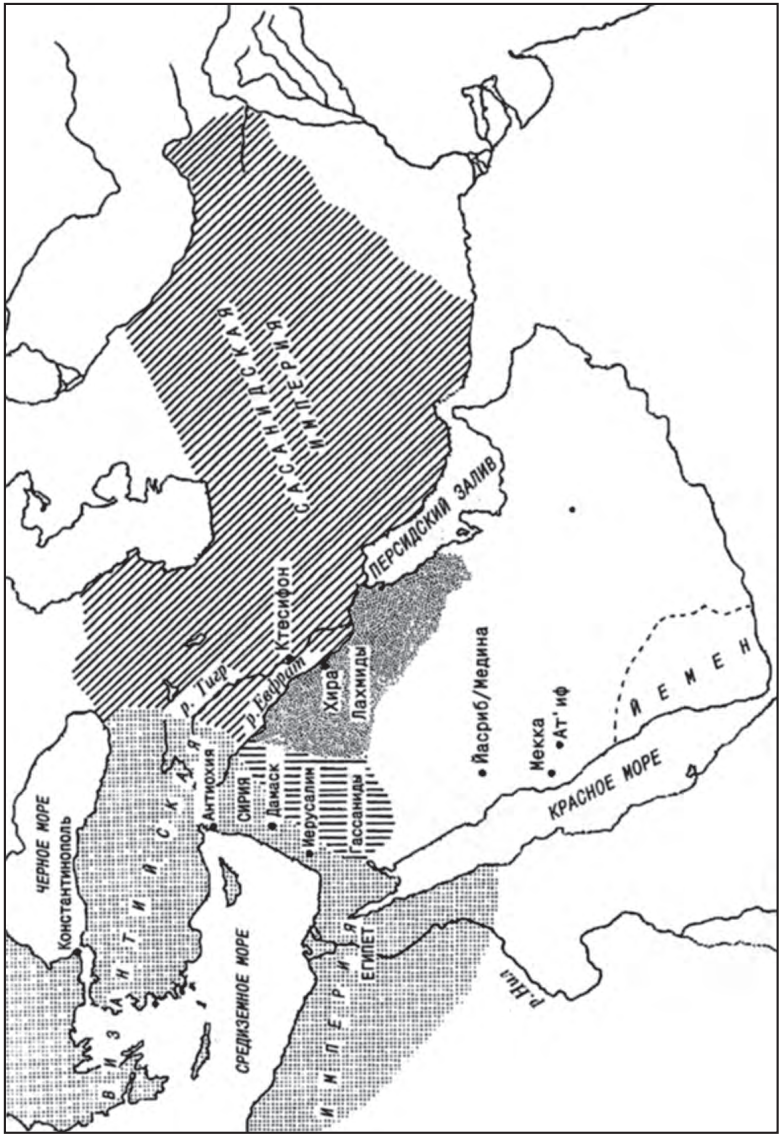 ЧЕРНОЕ МОРЕ
Константинополь
ВИЗАНТИЙСКАЯ
ИМПЕРИЯ
СРЕДИЗЕМНОЕ МОРЕ
Антиохия
СИРИЯ
Дамаск
Иерусалим
Гассаниды
ЕГИПЕТ
р. Нил
р. Тигр
р. Евфрат
Ктесифон
Хира
Лахмиды
САСАНИДСКАЯ
ИМПЕРИЯ
ПЕРСИДСКИЙ ЗАЛИВ
Йасриб/Медина
Мекка
Ат'иф
КРАСНОЕ МОРЕ
ЙЕМЕН